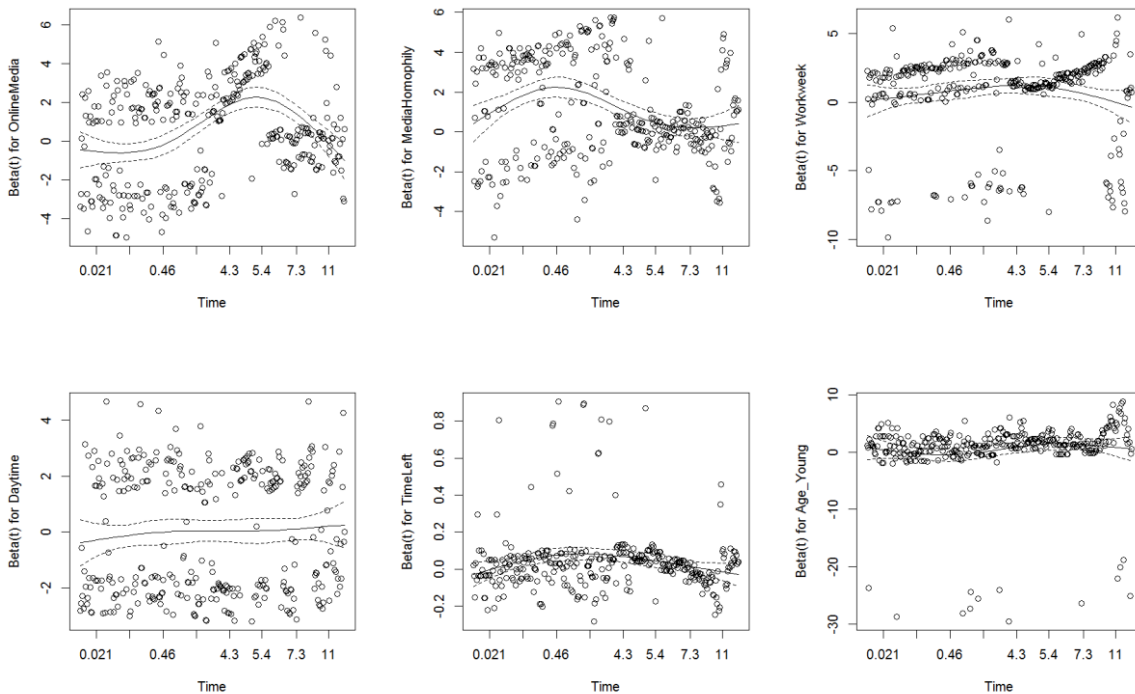 Beta(t) for OnlineMedia
6
4
2
0
-2
-4
0.021 0.46 4.3 5.4 7.3 11
Time
Beta(t) for MediaHomophily
6
4
2
0
-2
-4
0.021 0.46 4.3 5.4 7.3 11
Time
Beta(t) for Workweek
5
0
-5
-10
0.021 0.46 4.3 5.4 7.3 11
Time
Beta(t) for Daytime
4
2
0
-2
0.021 0.46 4.3 5.4 7.3 11
Time
Beta(t) for TimeLeft
0.8
0.6
0.4
0.2
0.0
-0.2
0.021 0.46 4.3 5.4 7.3 11
Time
Beta(t) for Age_Young
10
0
-10
-20
-30
0.021 0.46 4.3 5.4 7.3 11
Time